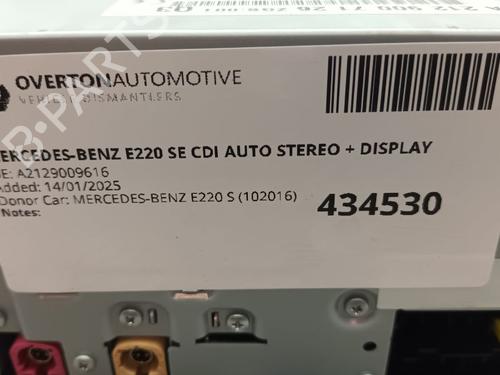 OVERTONAUTOMOTIVE
VEHICLE DISMANTLERS
ERCEDES-BENZ E220 SE CDI AUTO STEREO + DISPLAY
E: A2129009616
Added: 14/01/2025
Donor Car: MERCEDES-BENZ E220 S (102016)
Notes:
434530
B-PARTS